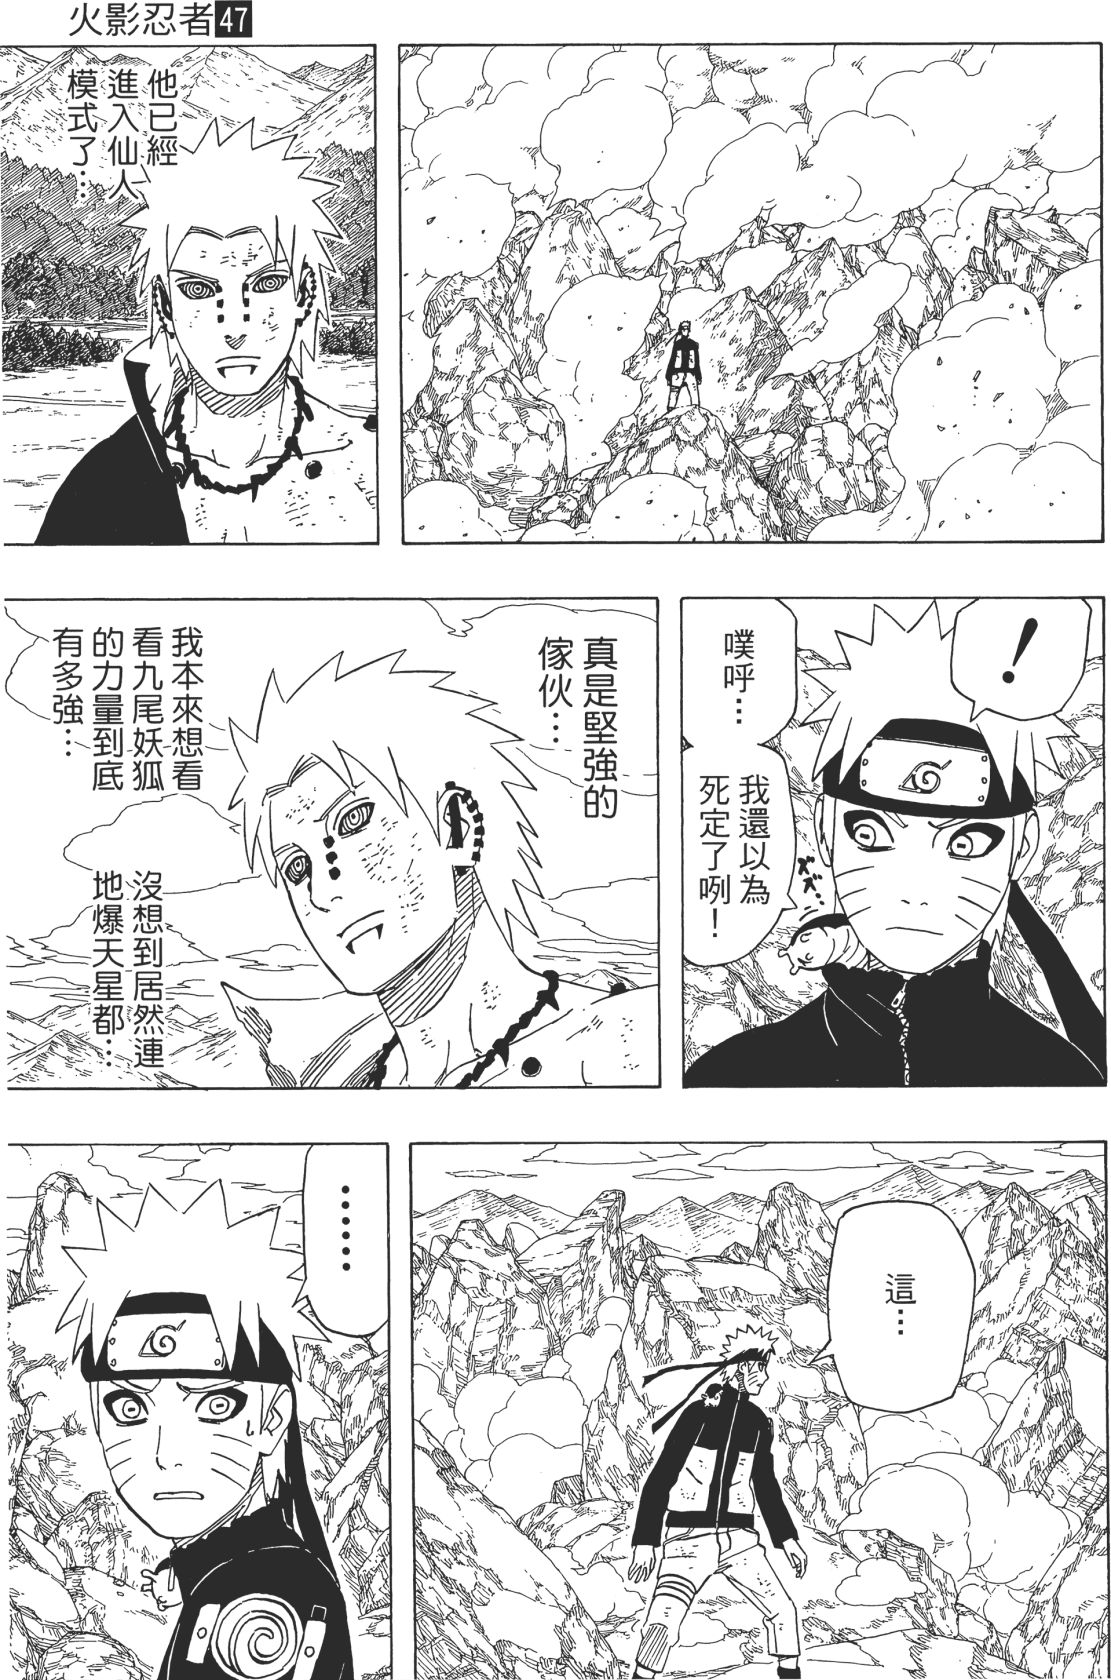 火影忍者47
他已經
進入仙人
模式了…
！
噗呼…
我還以為
死定了咧！
ズズ…
真是堅強的
傢伙…
我本來想看
看九尾妖狐
的力量到底
有多強…
沒想到居然連
地爆天星都…
這…
……